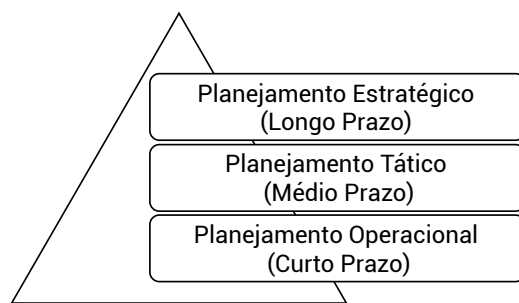 Planejamento Estratégico
(Longo Prazo)
Planejamento Tático
(Médio Prazo)
Planejamento Operacional
(Curto Prazo)